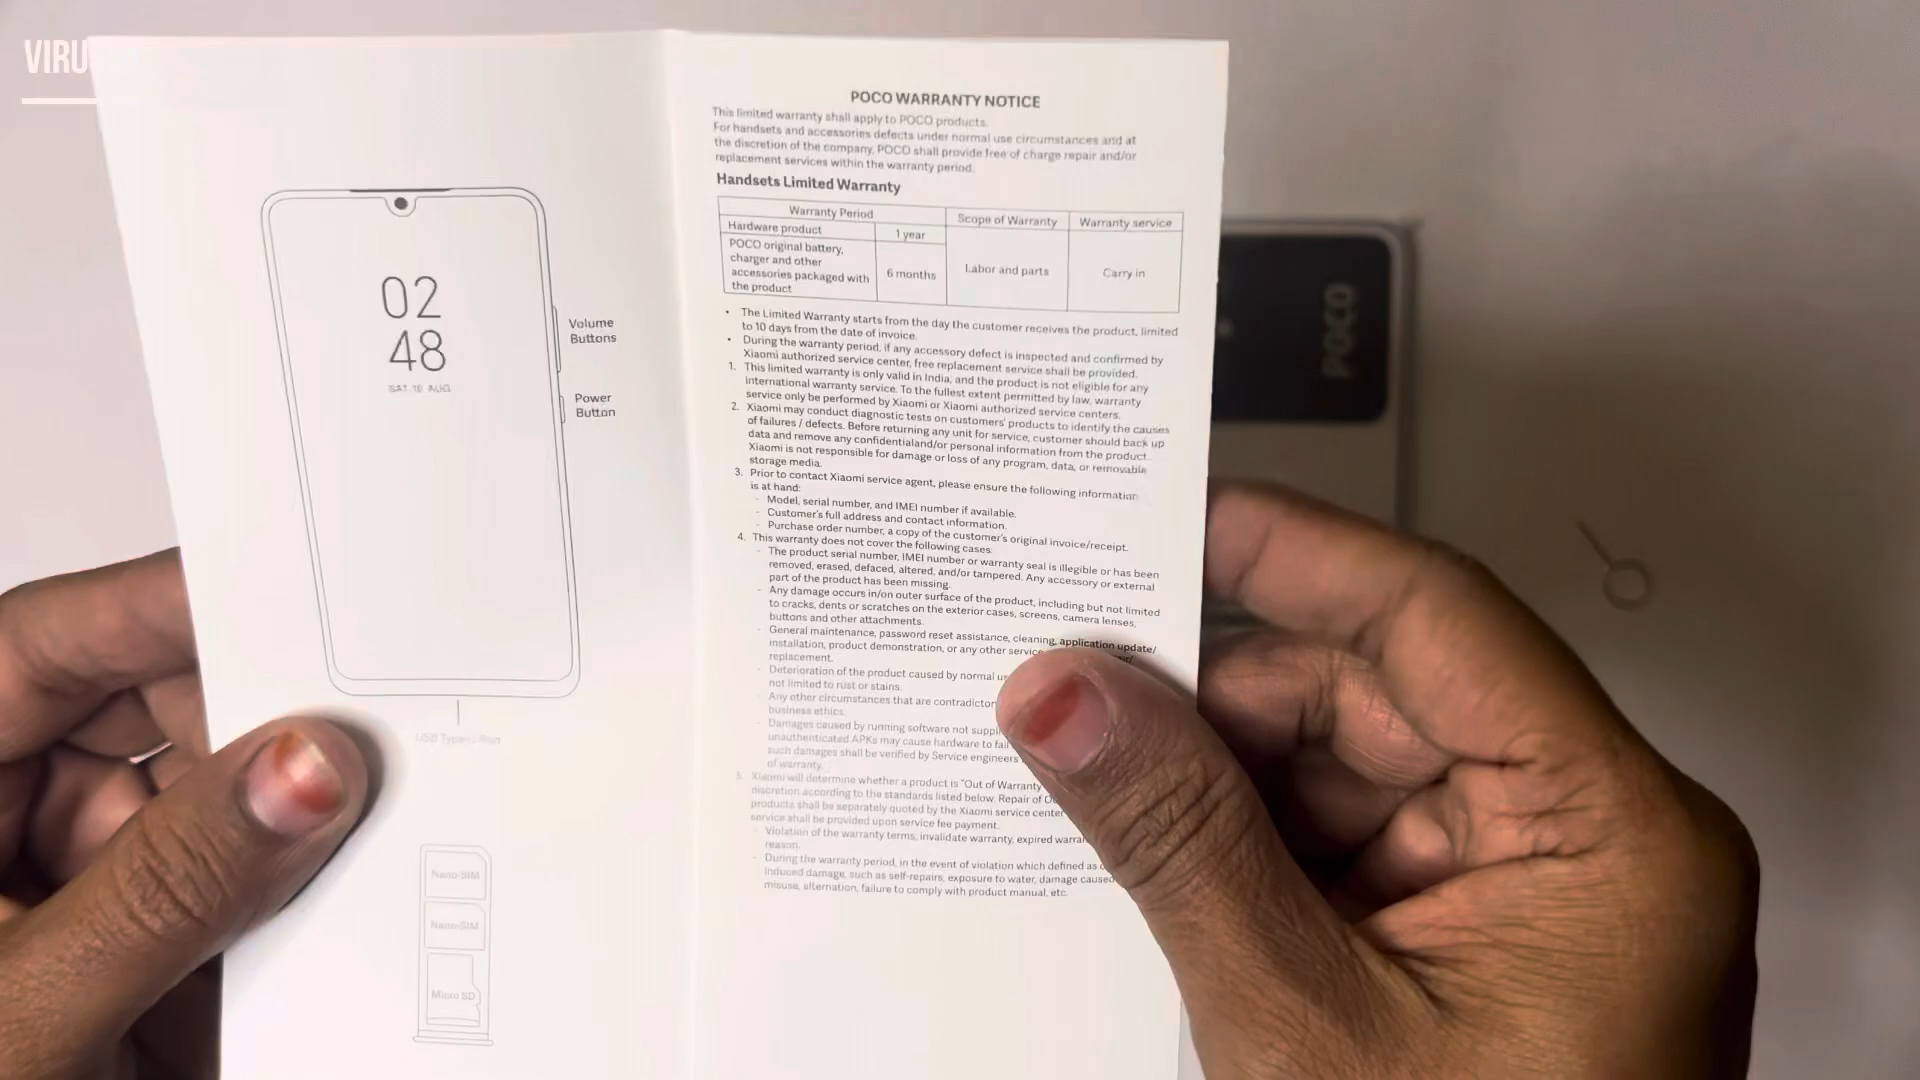 VIRU
02
48
SAT 16 AUG
Volume
Buttons
Power
Button
USB Type-C Port
Nano-SIM
Nano-SIM
Micro SD
POCO WARRANTY NOTICE
This limited warranty shall apply to POCO products.
For handsets and accessories defects under normal use circumstances and at
the discretion of the company, POCO shall provide free of charge repair and/or
replacement services within the warranty period.
Handsets Limited Warranty
Warranty Period
Scope of Warranty
Warranty service
Hardware product
1 year
POCO original battery,
charger and other
accessories packaged with
the product
6 months
Labor and parts
Carry in
• The Limited Warranty starts from the day the customer receives the product, limited
to 10 days from the date of invoice.
• During the warranty period, if any accessory defect is inspected and confirmed by
Xiaomi authorized service center, free replacement service shall be provided.
1. This limited warranty is only valid in India, and the product is not eligible for any
international warranty service. To the fullest extent permitted by law, warranty
service only be performed by Xiaomi or Xiaomi authorized service centers.
2. Xiaomi may conduct diagnostic tests on customers' products to identify the causes
of failures / defects. Before returning any unit for service, customer should back up
data and remove any confidentialand/or personal information from the product.
Xiaomi is not responsible for damage or loss of any program, data, or removable
storage media.
3. Prior to contact Xiaomi service agent, please ensure the following information
is at hand:
- Model, serial number, and IMEI number if available.
- Customer's full address and contact information.
- Purchase order number, a copy of the customer's original invoice/receipt.
4. This warranty does not cover the following cases:
- The product serial number, IMEI number or warranty seal is illegible or has been
removed, erased, defaced, altered, and/or tampered. Any accessory or external
part of the product has been missing.
- Any damage occurs in/on outer surface of the product, including but not limited
to cracks, dents or scratches on the exterior cases, screens, camera lenses,
buttons and other attachments.
- General maintenance, password reset assistance, cleaning, application update/
installation, product demonstration, or any other service
replacement.
- Deterioration of the product caused by normal
not limited to rust or stains.
- Any other circumstances that are
business ethics.
- Damages caused by running software not
unauthenticated APKs may cause hardware to
such damages shall be verified by Service engineers
of warranty.
5. Xiaomi will determine whether a product is "Out of Warranty
discretion according to the standards listed below. Repair of
products shall be separately quoted by the Xiaomi service center
service shall be provided upon service fee payment.
- Violation of the warranty terms, invalidate warranty, expired
reason.
- During the warranty period, in the event of violation which defined as
Induced damage, such as self-repairs, exposure to water, damage caused
misuse, alternation, failure to comply with product manual, etc.
POCO